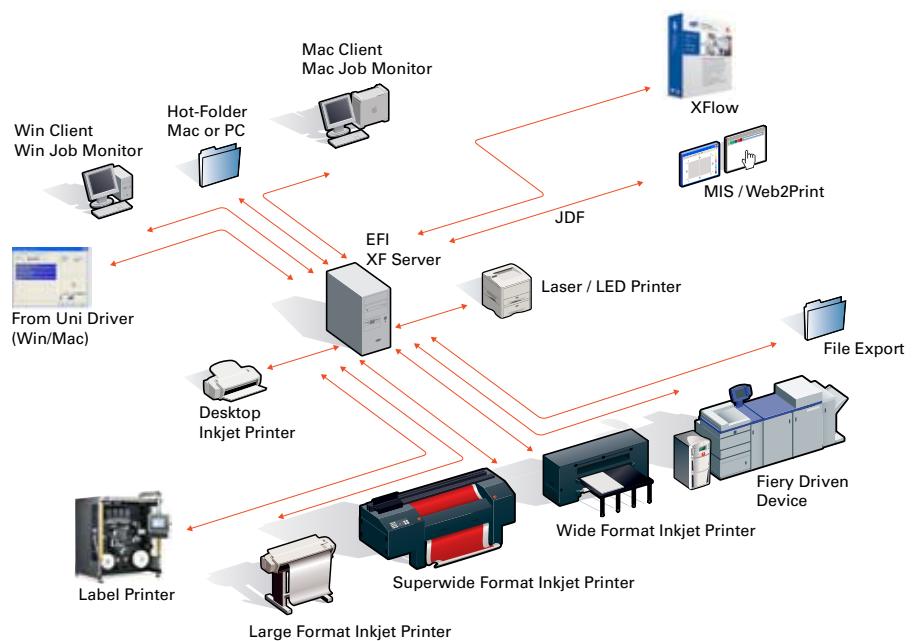 Mac Client
Mac Job Monitor
XFlow
Hot-Folder
Mac or PC
Win Client
Win Job Monitor
MIS / Web2Print
JDF
EFI
XF Server
Laser / LED Printer
From Uni Driver
(Win/Mac)
File Export
Desktop
Inkjet Printer
Fiery Driven
Device
Wide Format Inkjet Printer
Superwide Format Inkjet Printer
Label Printer
Large Format Inkjet Printer